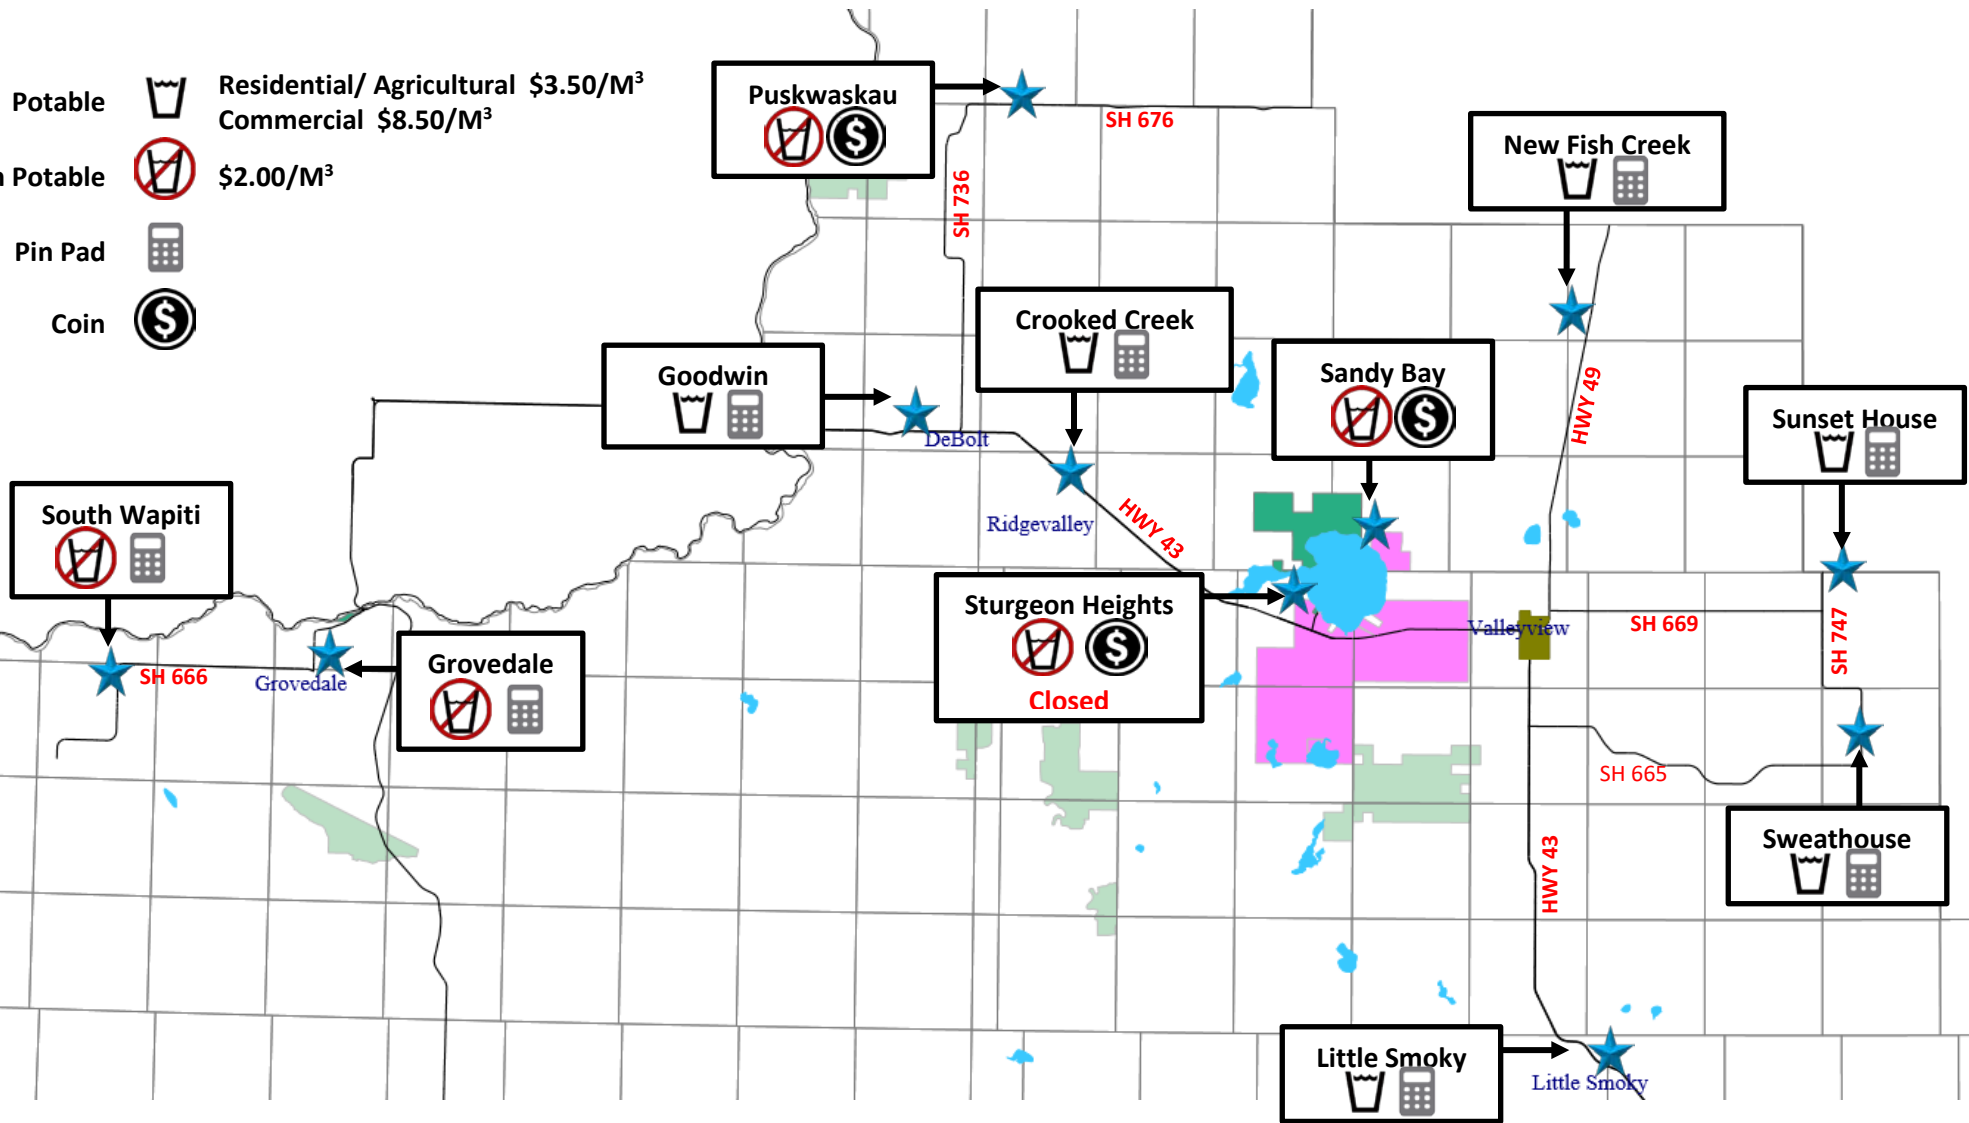 Potable
Residential/ Agricultural $3.50/M³
Commercial $8.50/M³
n Potable
$2.00/M³
Pin Pad
Coin
$
Puskwaskau
$
SH 676
SH 736
New Fish Creek
Crooked Creek
Goodwin
DeBolt
Sandy Bay
$
HWY 49
Sunset House
South Wapiti
Ridgevalley
HWY 43
Sturgeon Heights
$
Closed
Valleyview
SH 669
SH 747
SH 666
Grovedale
Grovedale
SH 665
HWY 43
Sweathouse
Little Smoky
Little Smoky